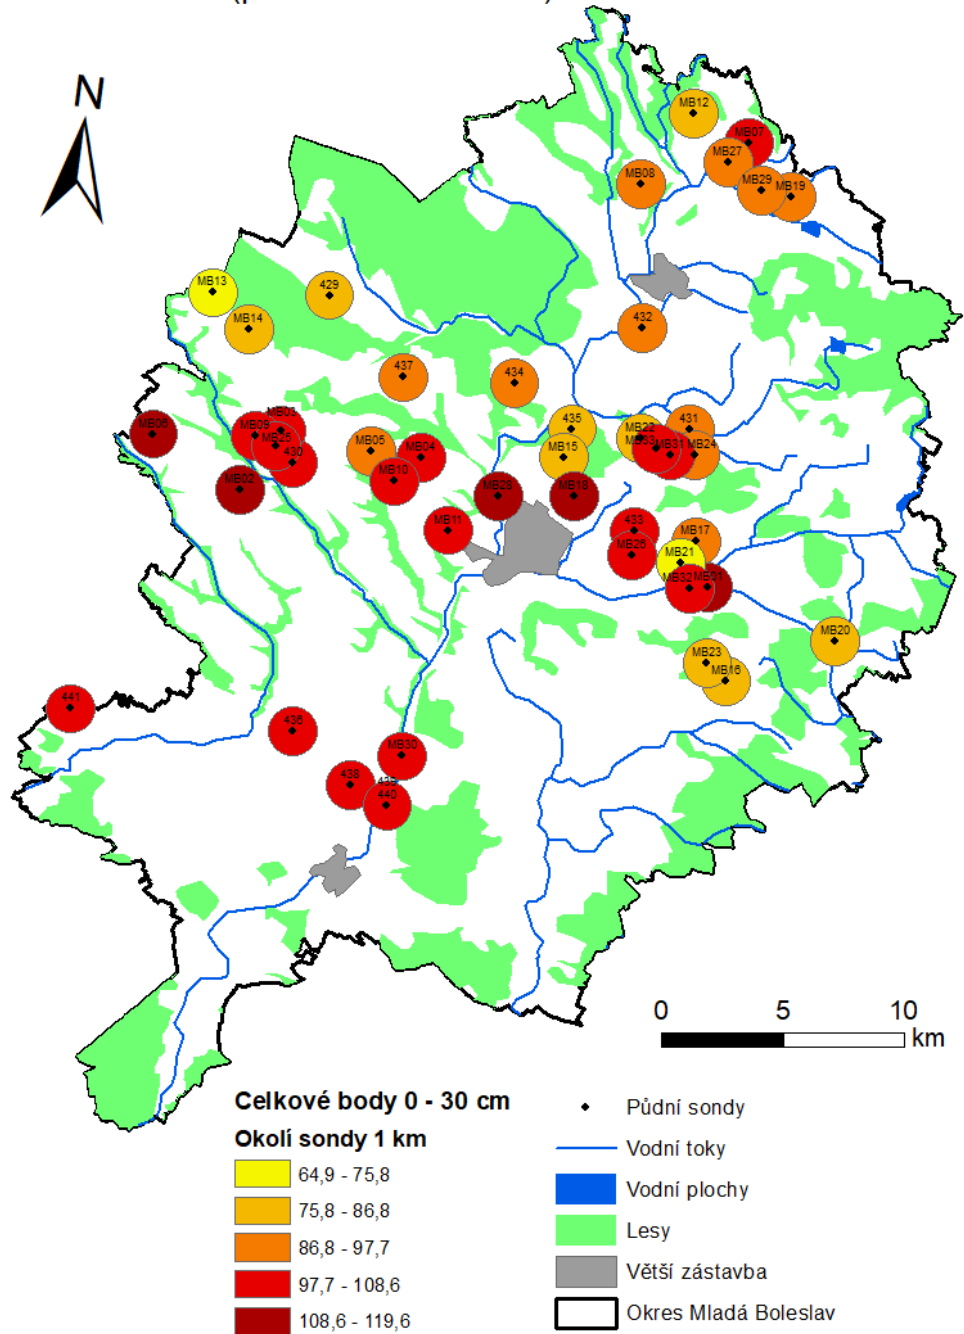 N
MB12
MB07
MB27
MB08
MB29
MB19
MB13
429
MB14
432
437
434
MB03
435
431
MB06
MB09
MB22
MB25
MB33
MB31
MB24
MB05
MB04
MB15
430
MB10
MB02
MB28
MB18
MB11
433
MB17
MB26
MB21
MB32
MB01
MB20
MB23
MB16
441
436
MB30
438
439
440
0 5 10
km
Celkové body 0 - 30 cm
Okolí sondy 1 km
64,9 - 75,8
75,8 - 86,8
86,8 - 97,7
97,7 - 108,6
108,6 - 119,6
Půdní sondy
Vodní toky
Vodní plochy
Lesy
Větší zástavba
Okres Mladá Boleslav